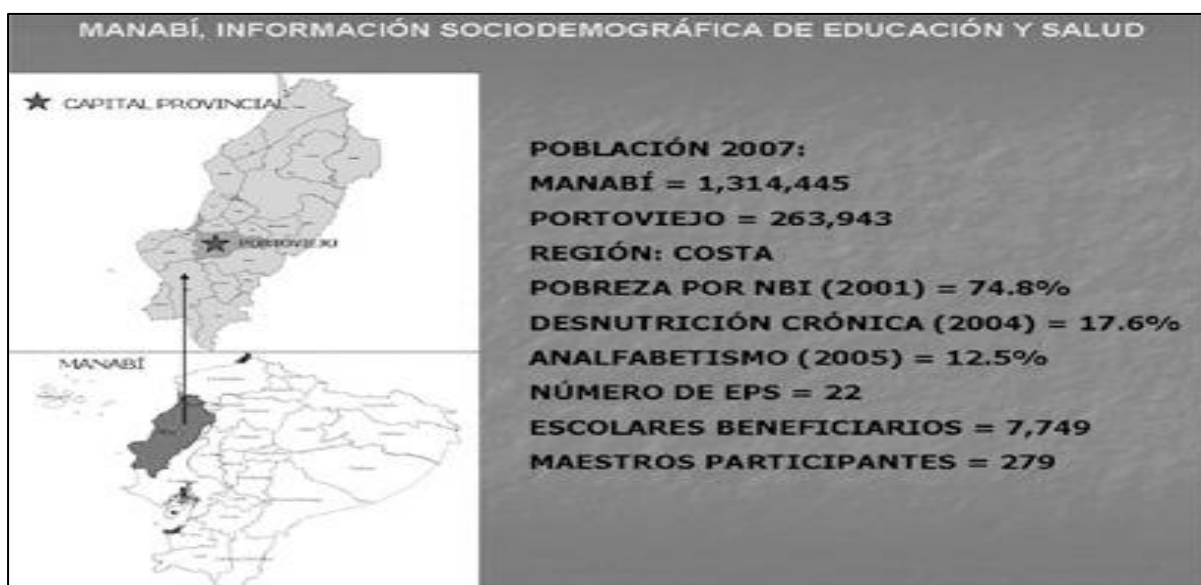 MANABÍ, INFORMACIÓN SOCIODEMOGRÁFICA DE EDUCACIÓN Y SALUD
CAPITAL PROVINCIAL
PORTOVIEJO
MANABÍ
POBLACIÓN 2007:
MANABÍ = 1,314,445
PORTOVIEJO = 263,943
REGIÓN: COSTA
POBREZA POR NBI (2001) = 74.8%
DESNUTRICIÓN CRÓNICA (2004) = 17.6%
ANALFABETISMO (2005) = 12.5%
NÚMERO DE EPS = 22
ESCOLARES BENEFICIARIOS = 7,749
MAESTROS PARTICIPANTES = 279